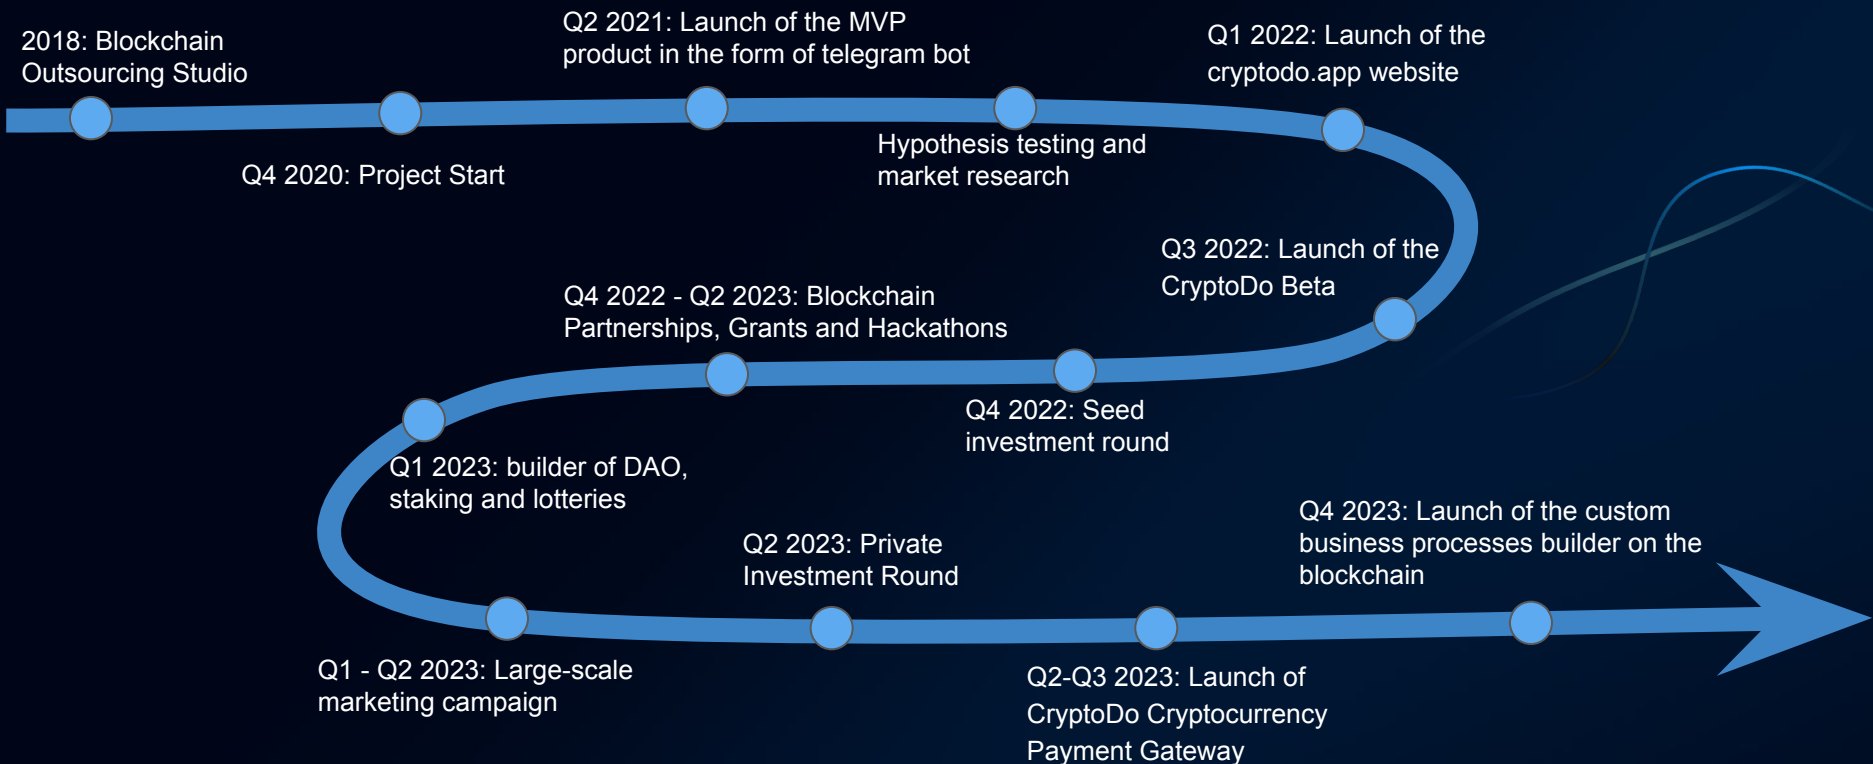 2018: Blockchain
Outsourcing Studio
Q4 2020: Project Start
Q2 2021: Launch of the MVP
product in the form of telegram bot
Hypothesis testing and
market research
Q1 2022: Launch of the
cryptodo.app website
Q3 2022: Launch of the
CryptoDo Beta
Q4 2022: Seed
investment round
Q4 2022 - Q2 2023: Blockchain
Partnerships, Grants and Hackathons
Q1 2023: builder of DAO,
staking and lotteries
Q1 - Q2 2023: Large-scale
marketing campaign
Q2 2023: Private
Investment Round
Q2-Q3 2023: Launch of
CryptoDo Cryptocurrency
Payment Gateway
Q4 2023: Launch of the custom
business processes builder on the
blockchain